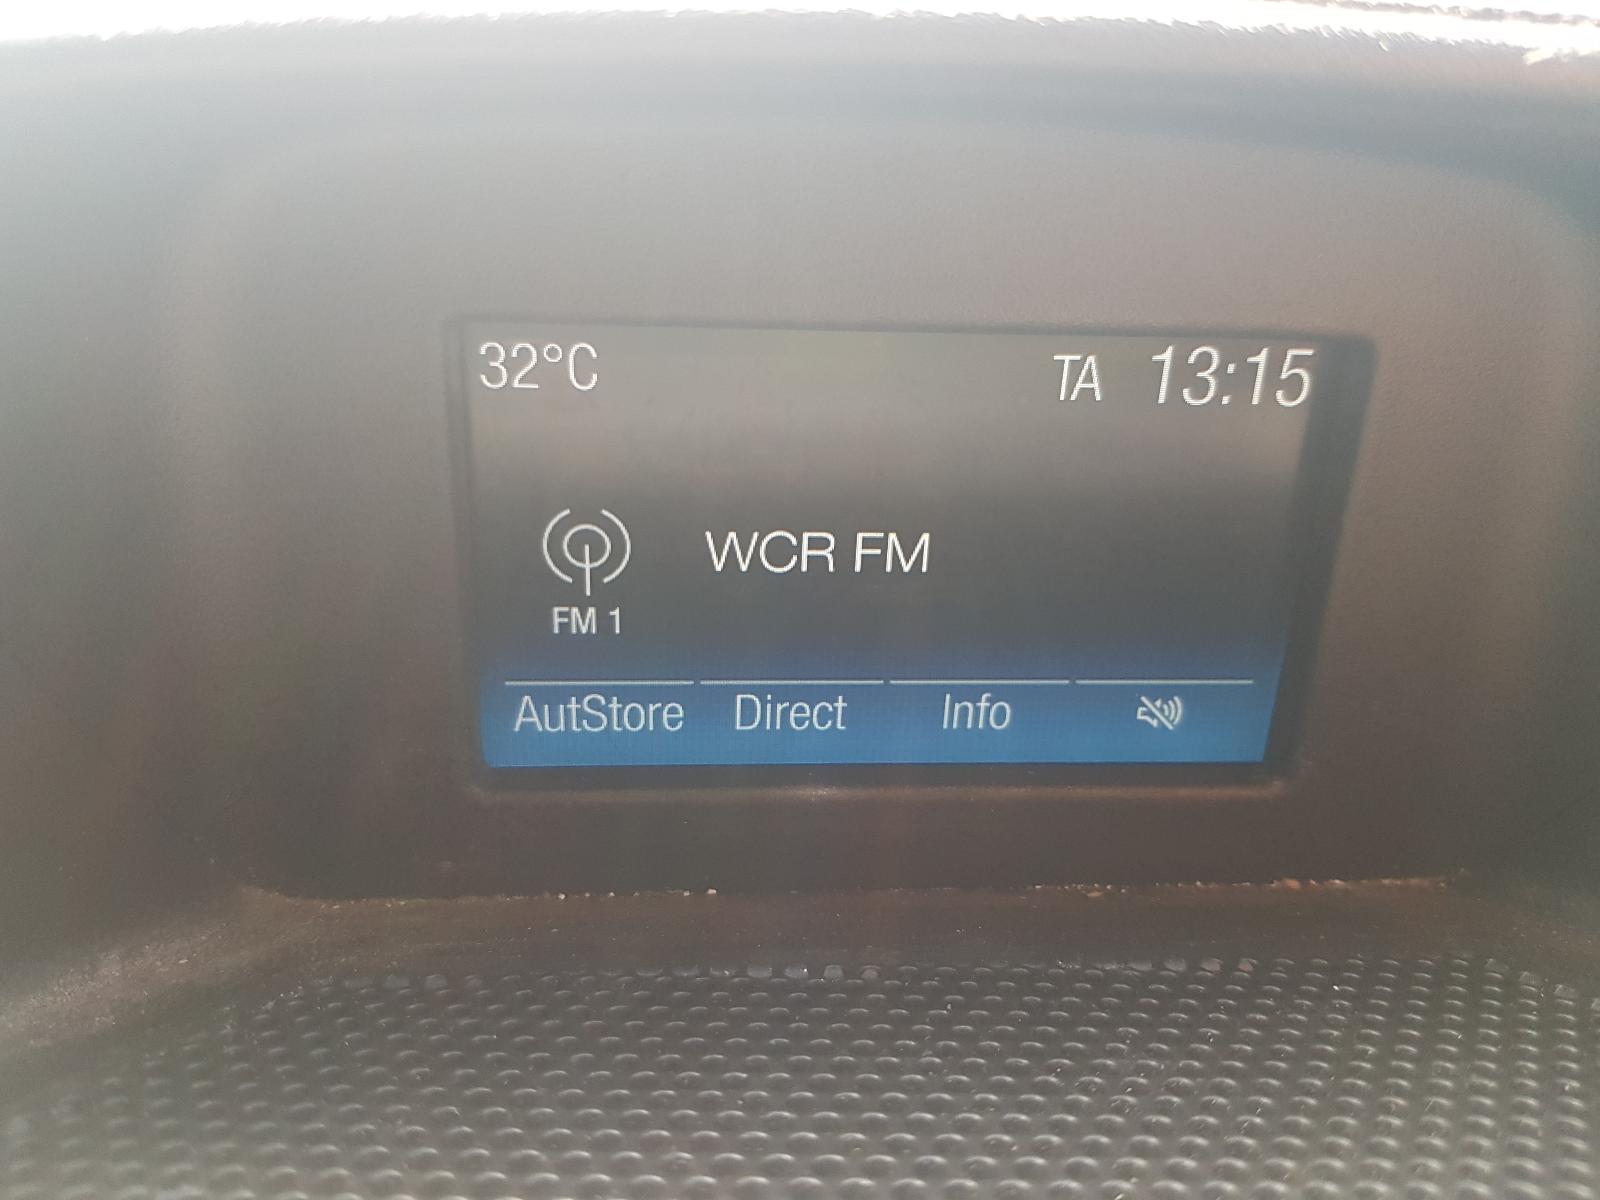 32°C TA 13:15
WCR FM
FM 1
AutStore Direct Info